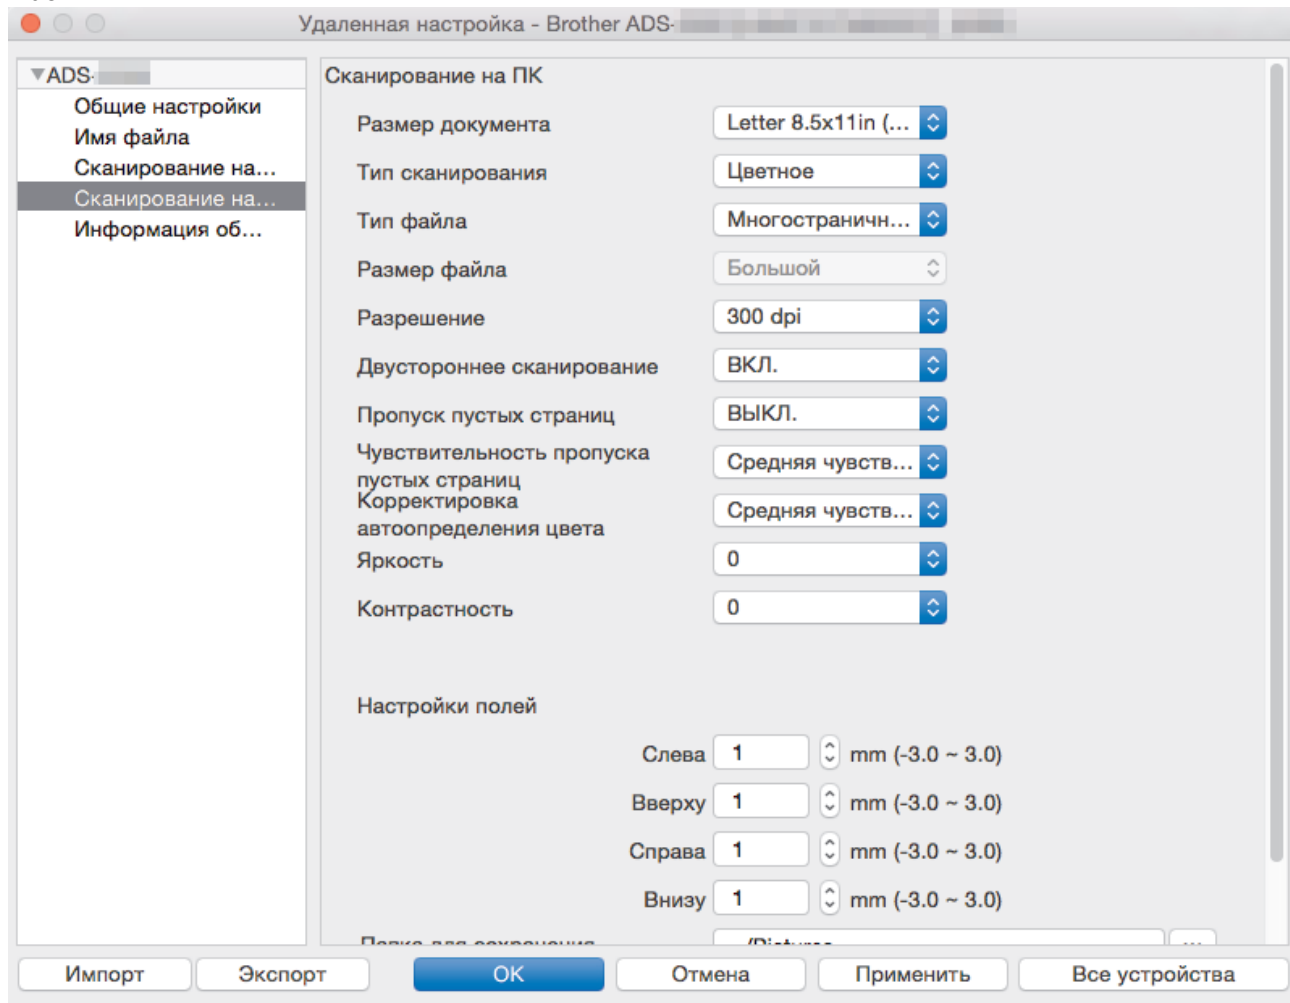 Удаленная настройка - Brother ADS-
ADS-
Общие настройки
Имя файла
Сканирование на...
Сканирование на...
Информация об...
Сканирование на ПК
Размер документа
Letter 8.5x11in (...
Тип сканирования
Цветное
Тип файла
Многостраничн...
Размер файла
Большой
Разрешение
300 dpi
Двустороннее сканирование
ВКЛ.
Пропуск пустых страниц
ВЫКЛ.
Чувствительность пропуска
пустых страниц
Средняя чувств...
Корректировка
автоопределения цвета
Средняя чувств...
Яркость
0
Контрастность
0
Настройки полей
Слева 1 mm (-3.0 ~ 3.0)
Вверху 1 mm (-3.0 ~ 3.0)
Справа 1 mm (-3.0 ~ 3.0)
Внизу 1 mm (-3.0 ~ 3.0)
Папка для сохранения
/Pictures
...
Импорт
Экспорт
OK
Отмена
Применить
Все устройства